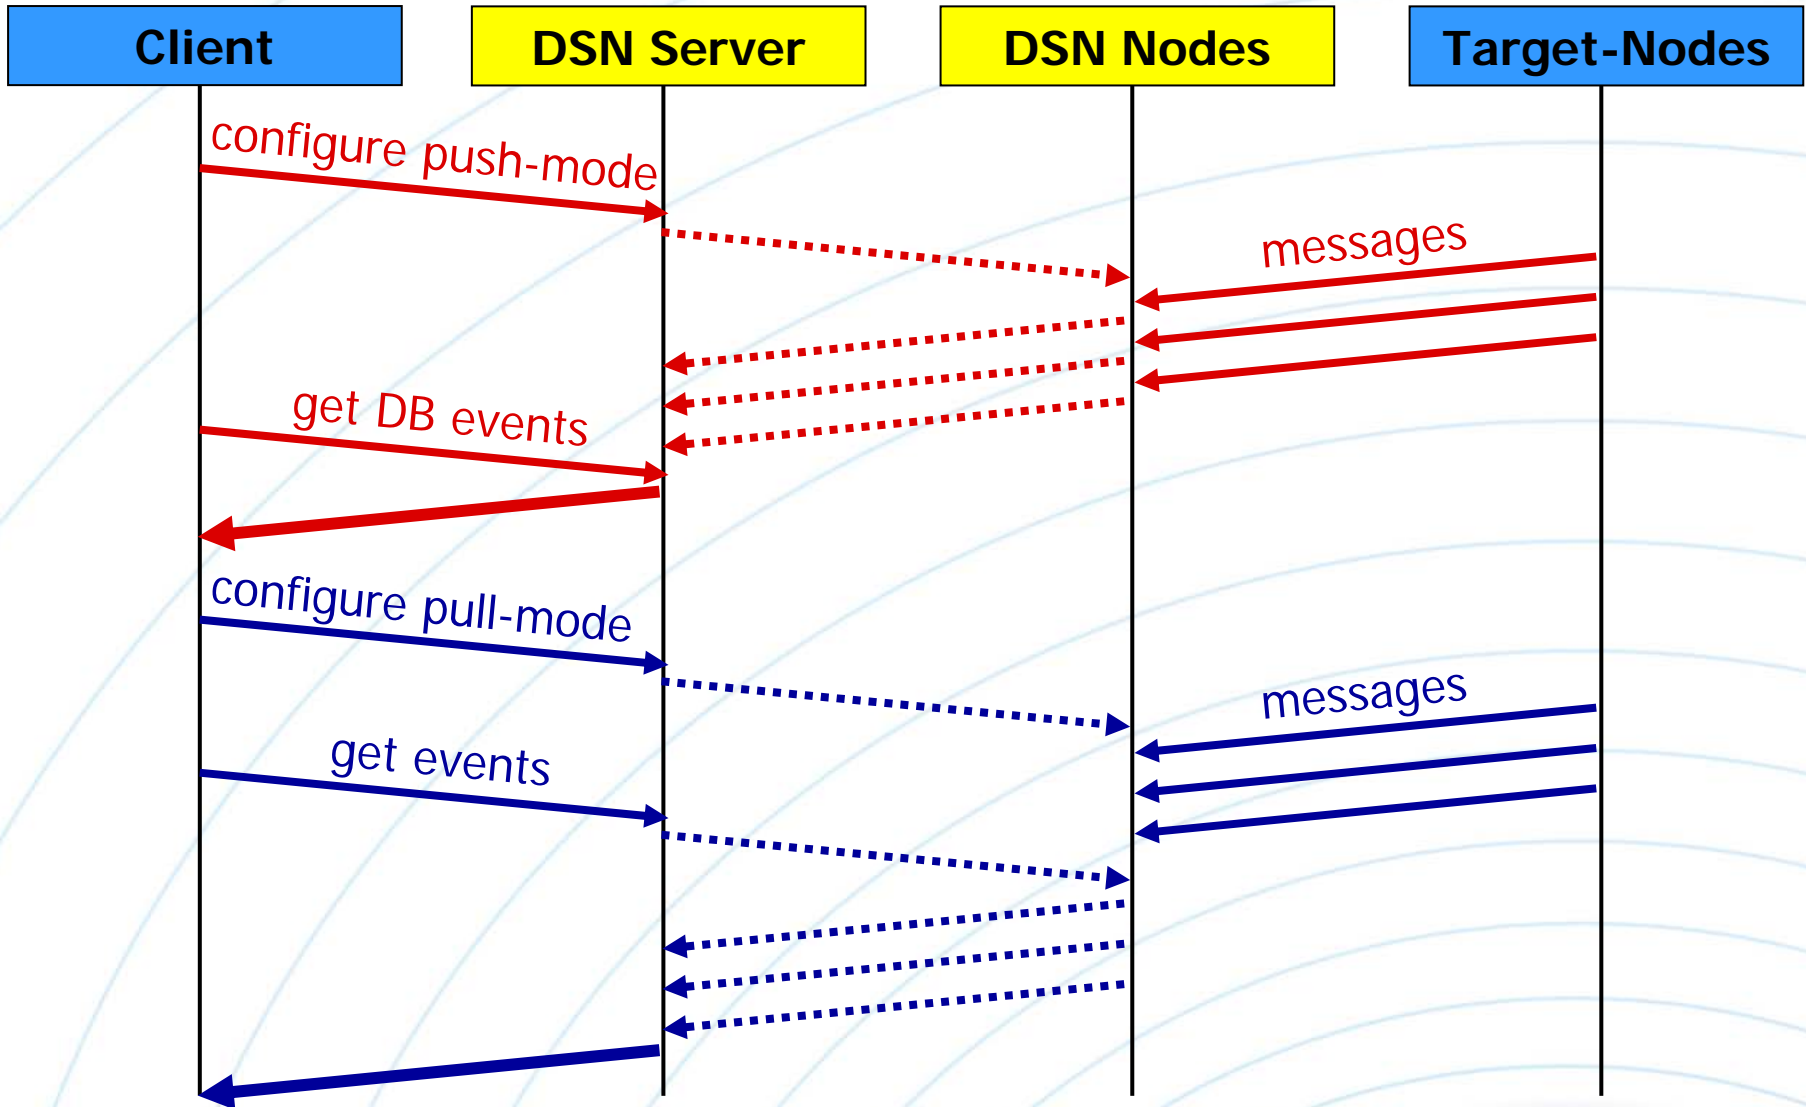 Client
DSN Server
DSN Nodes
Target-Nodes
configure push-mode
messages
get DB events
configure pull-mode
messages
get events